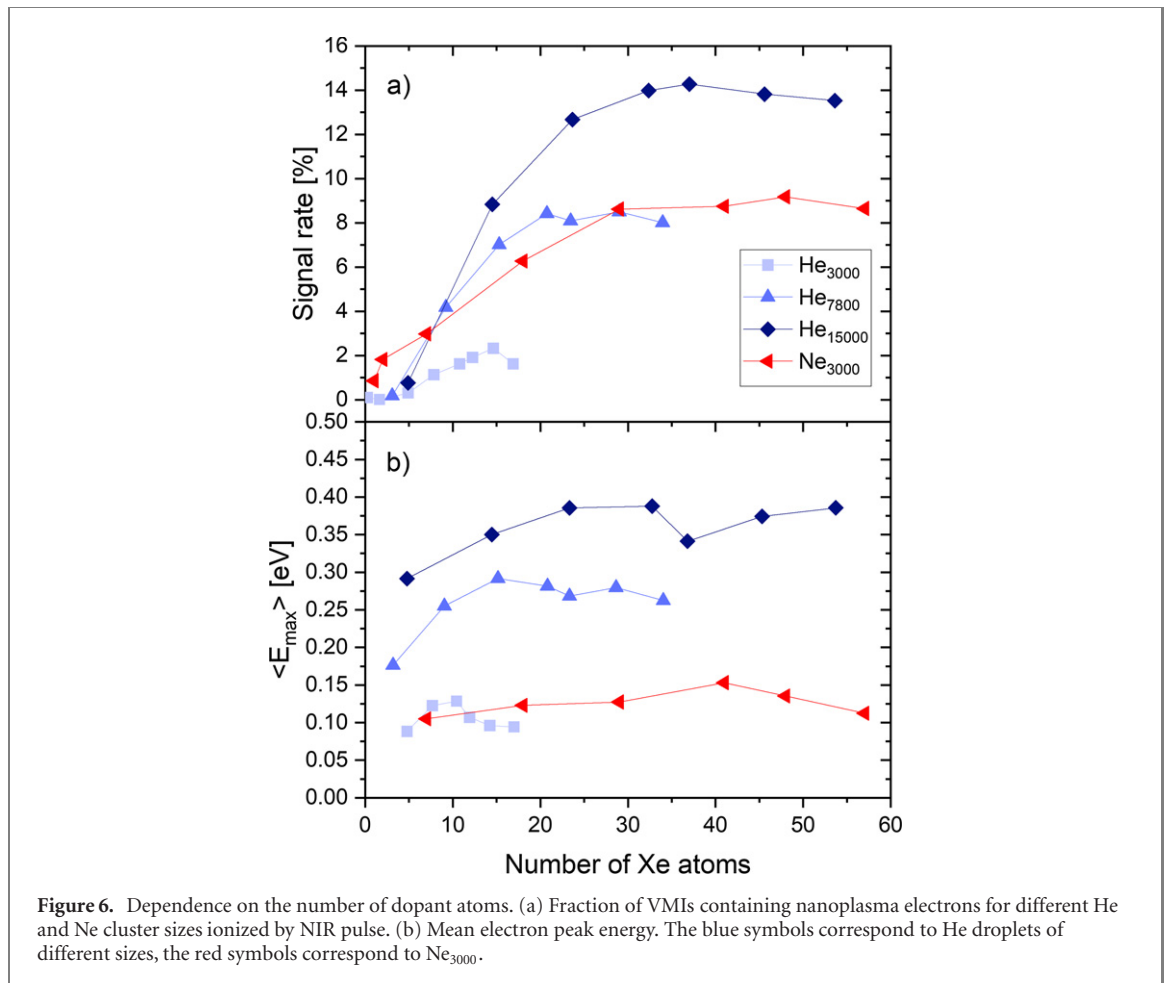 16
a)
14
12
10
8
6
4
2
0
Signal rate [%]
He3000
He7800
He15000
Ne3000
0.50
b)
0.45
0.40
0.35
0.30
0.25
0.20
0.15
0.10
0.05
0.00
<Emax> [eV]
0 10 20 30 40 50 60
Number of Xe atoms
Figure 6. Dependence on the number of dopant atoms. (a) Fraction of VMIs containing nanoplasma electrons for different He
and Ne cluster sizes ionized by NIR pulse. (b) Mean electron peak energy. The blue symbols correspond to He droplets of
different sizes, the red symbols correspond to Ne3000.